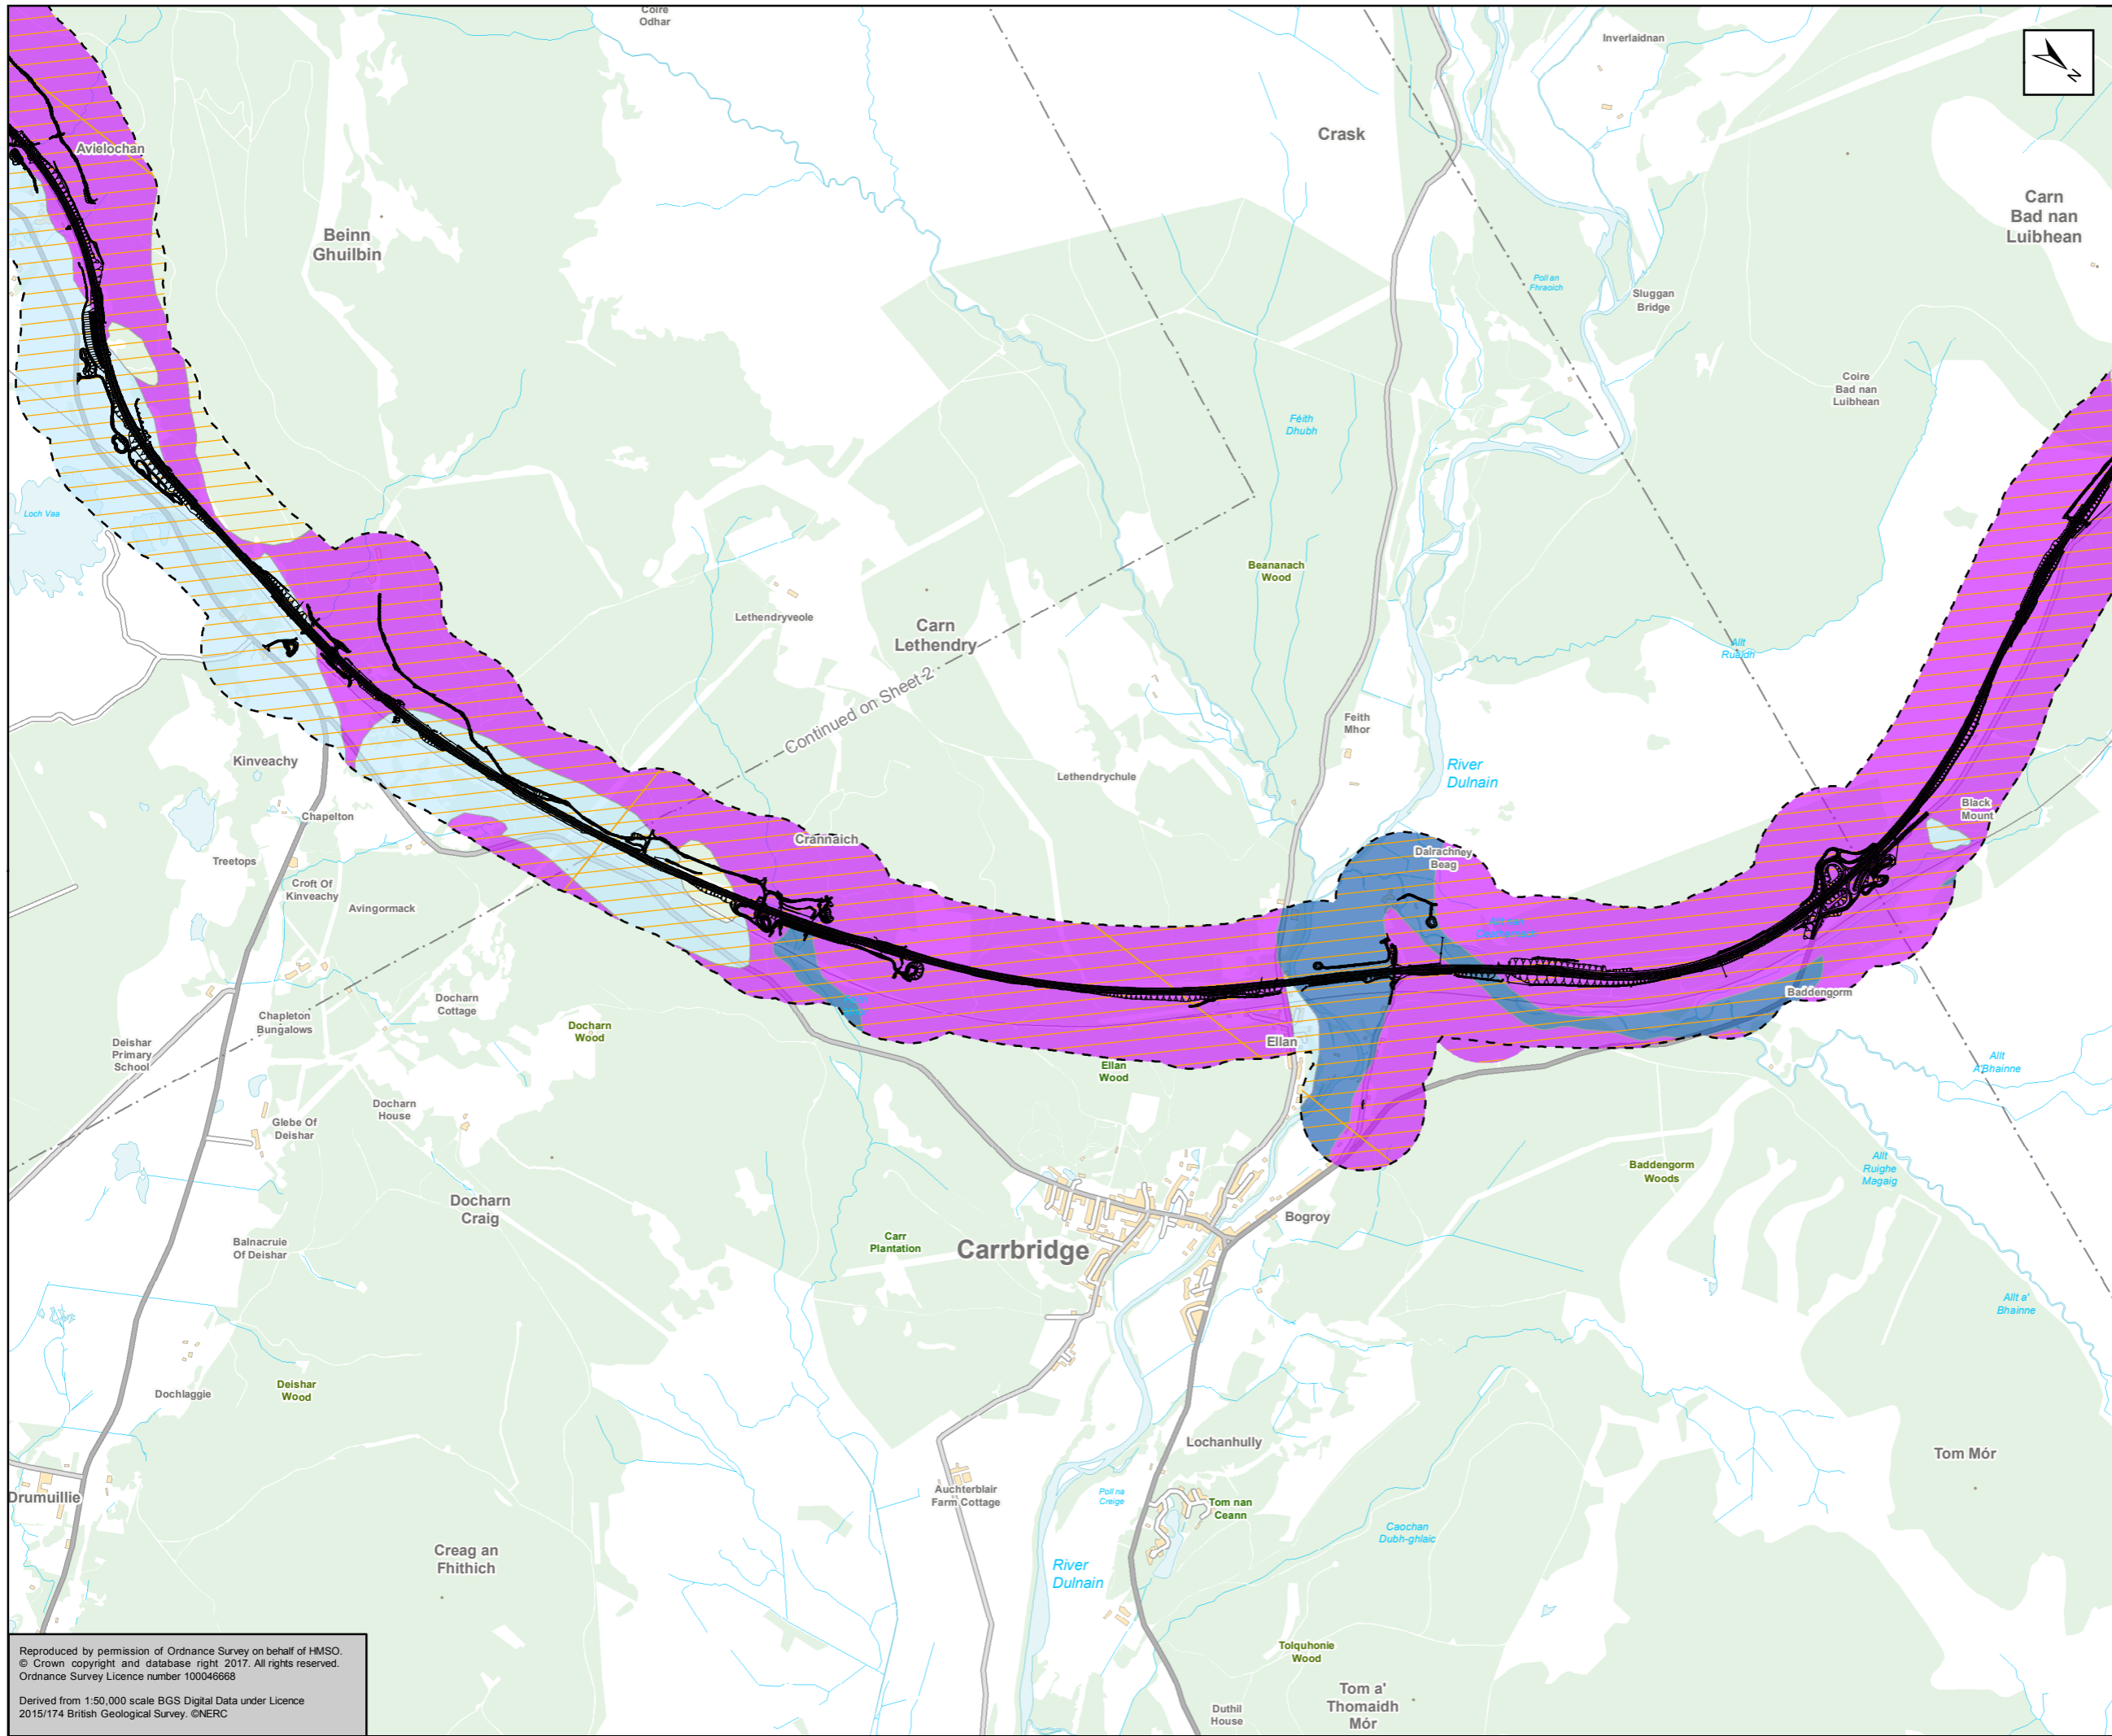 Coire
Odhar
Inverlaidnan
N
Crask
Avielochan
Carn
Bad nan
Luibhean
Beinn
Ghuilbin
Poll an
Fhraoich
Sluggan
Bridge
Coire
Bad nan
Luibhean
Fèith
Dhubh
Loch Vaa
Beananach
Wood
Lethendryveole
Carn
Lethendry
Allt
Ruaidh
Continued on Sheet 2
Feith
Mhor
Kinveachy
River
Dulnain
Lethendrychule
Black
Mount
Chapelton
Crannaich
Dalrachney
Beag
Treetops
Croft Of
Kinveachy
Avingormack
Baddengorm
Docharn
Cottage
Chapleton
Bungalows
Docharn
Wood
Deishar
Primary
School
Ellan
Ellan
Wood
Allt
A'Bhainne
Docharn
House
Glebe Of
Deishar
Baddengorm
Woods
Allt
Ruighe
Magaig
Docharn
Craig
Bogroy
Balnacruie
Of Deishar
Carr
Plantation
Carrbridge
Allt a'
Bhainne
Deishar
Wood
Dochlaggie
Lochanhully
Tom Mór
Drumuillie
Auchterblair
Farm Cottage
Poll na
Creige
Tom nan
Ceann
Caochan
Dubh-ghlaic
Creag an
Fhithich
River
Dulnain
Tolquhonie
Wood
Tom a'
Thomaidh
Mór
Duthil
House
Reproduced by permission of Ordnance Survey on behalf of HMSO.
© Crown copyright and database right 2017. All rights reserved.
Ordnance Survey Licence number 100046668
Derived from 1:50,000 scale BGS Digital Data under Licence
2015/174 British Geological Survey. ©NERC